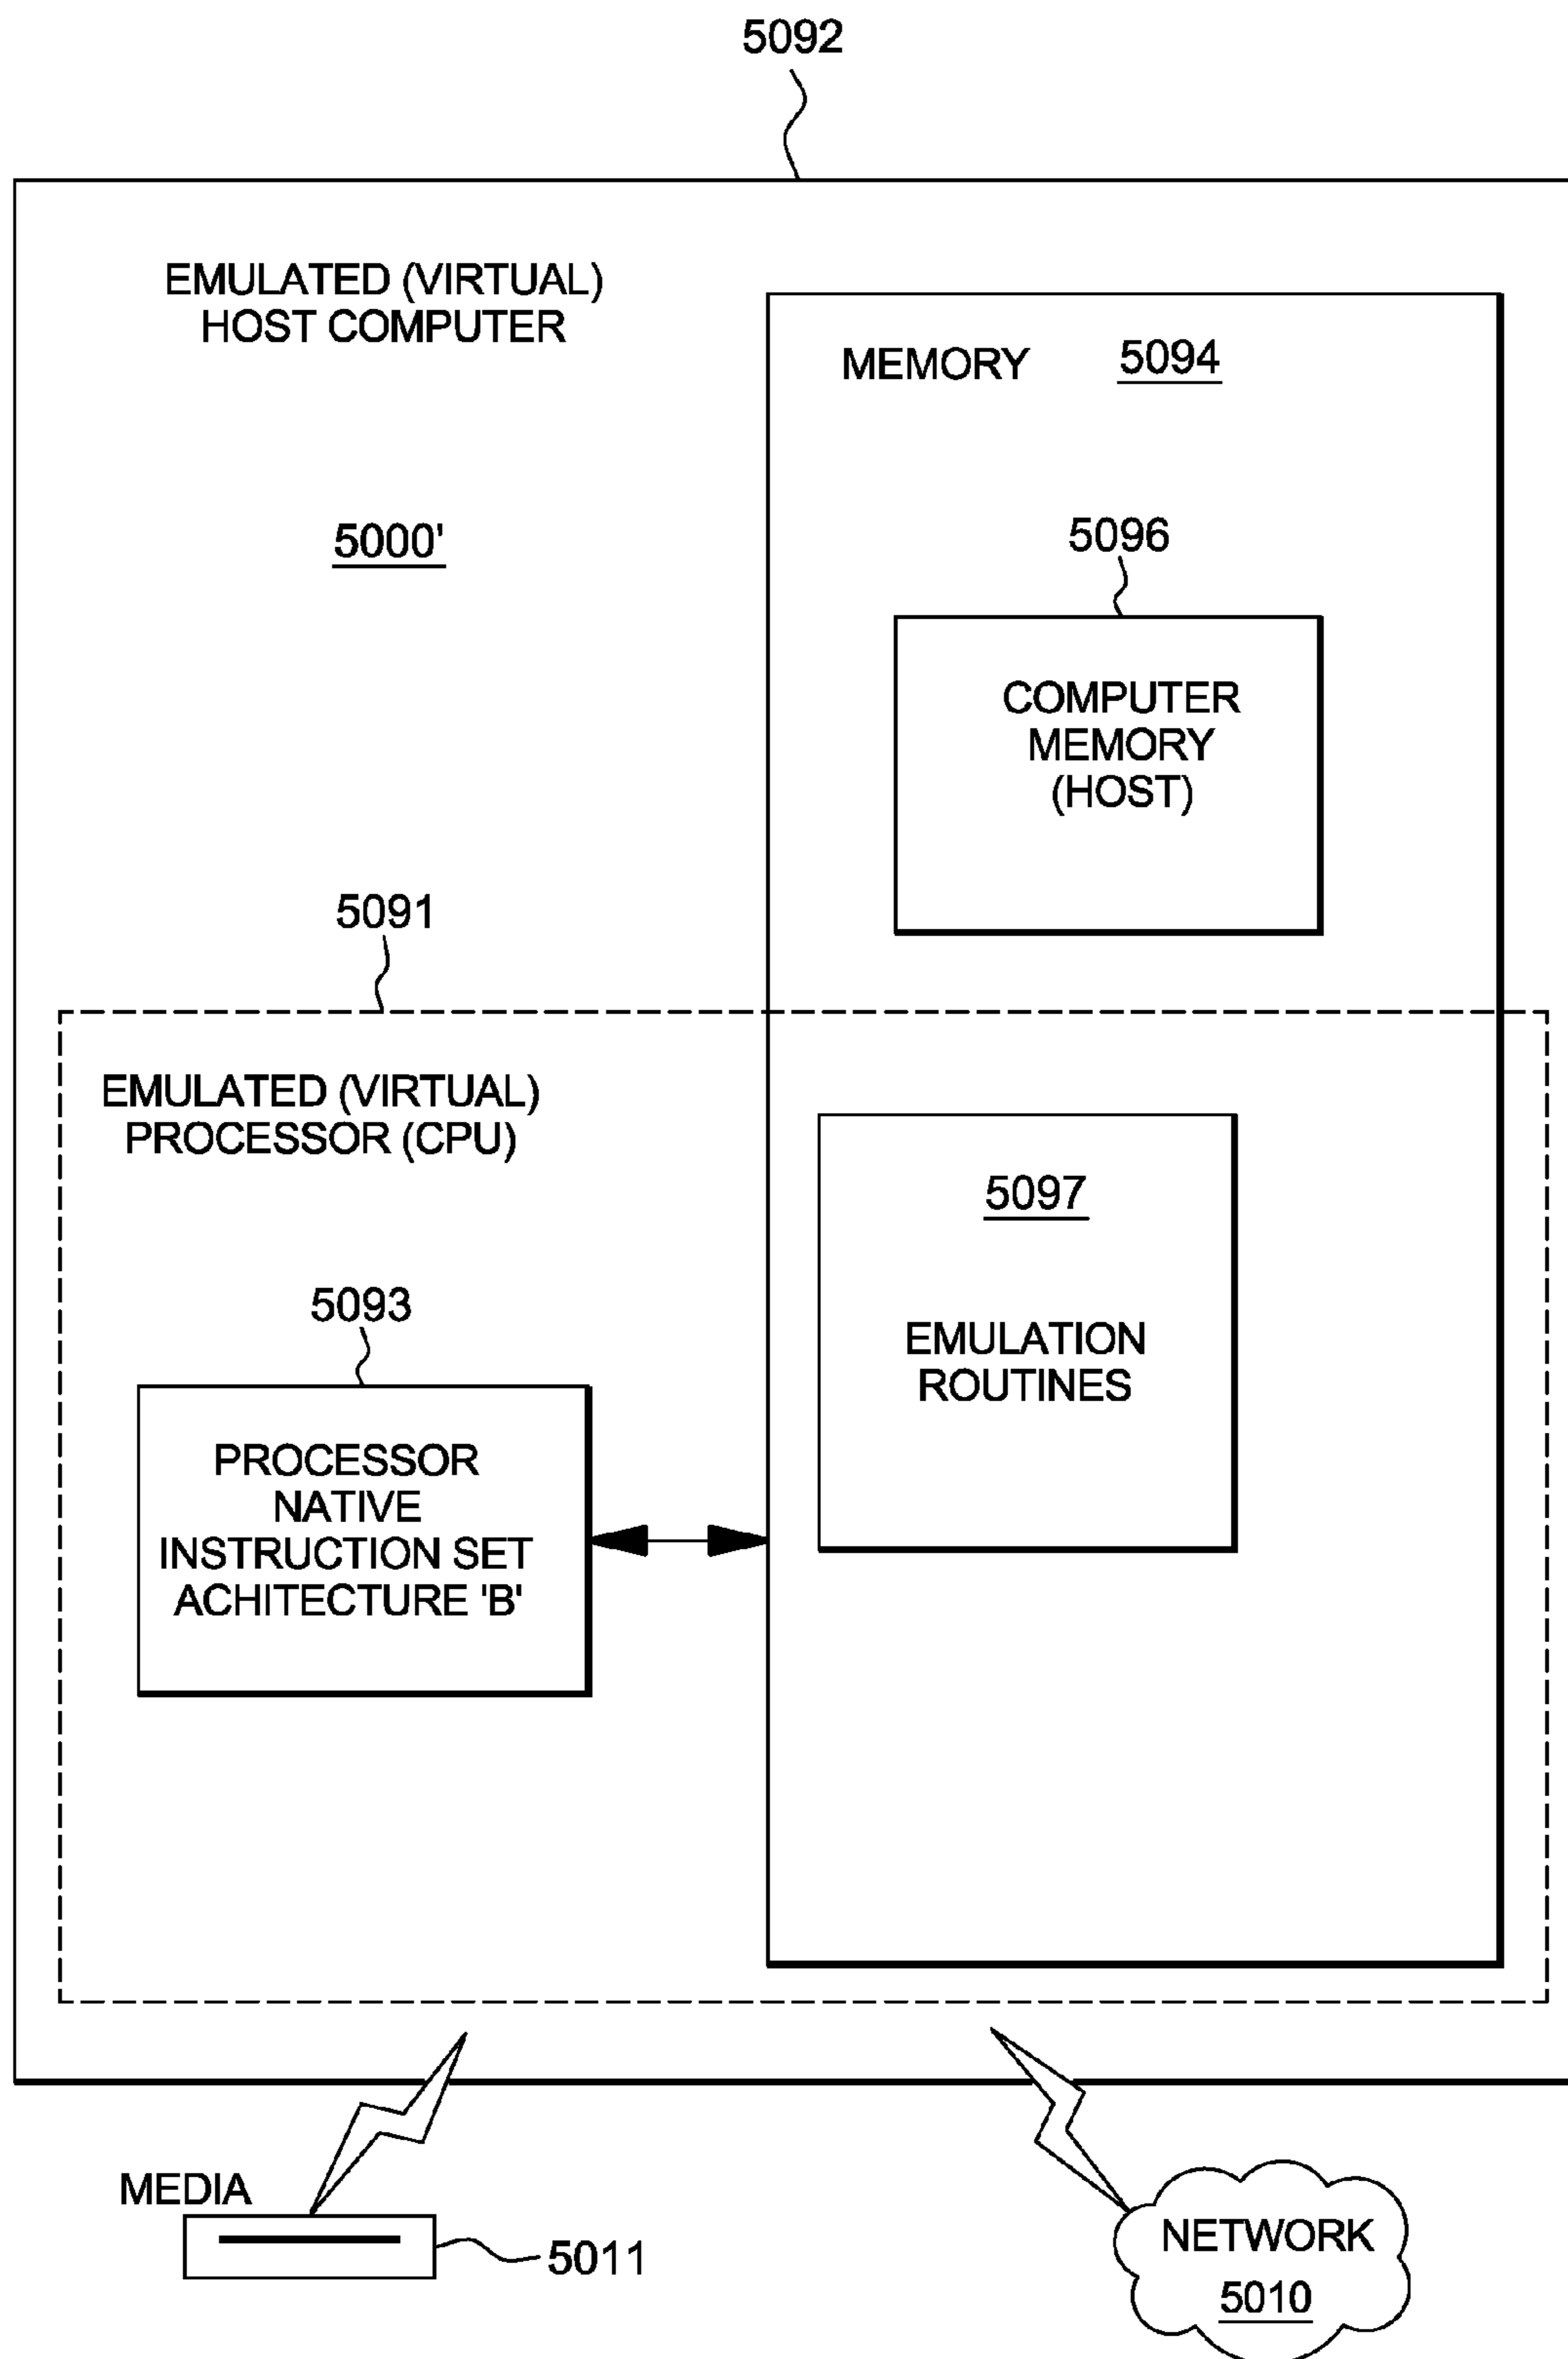 5092
EMULATED (VIRTUAL)
HOST COMPUTER
MEMORY 5094
5000'
5096
COMPUTER
MEMORY
(HOST)
5091
EMULATED (VIRTUAL)
PROCESSOR (CPU)
5097
EMULATION
ROUTINES
5093
PROCESSOR
NATIVE
INSTRUCTION SET
ACHITECTURE 'B'
MEDIA
5011
NETWORK
5010